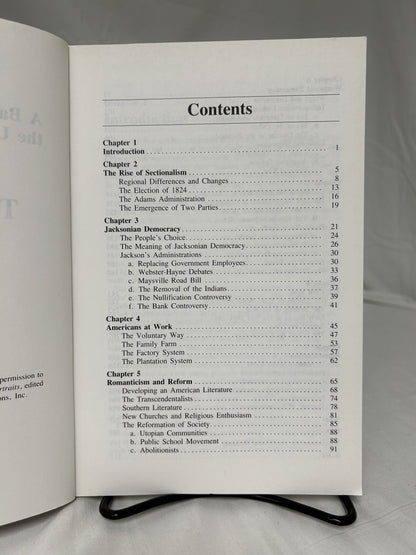 permission to
ortraits, edited
ons, Inc.
Contents
Chapter 1
Introduction . . . . . . . . . . . . . . . . . . . . . . . . . . . . 1
Chapter 2
The Rise of Sectionalism . . . . . . . . . . . . . . . . . . . . 5
Regional Differences and Changes . . . . . . . . . . . . . . . . 8
The Election of 1824 . . . . . . . . . . . . . . . . . . . . 13
The Adams Administration . . . . . . . . . . . . . . . . . . 16
The Emergence of Two Parties . . . . . . . . . . . . . . . . 19
Chapter 3
Jacksonian Democracy . . . . . . . . . . . . . . . . . . . . 21
The People's Choice . . . . . . . . . . . . . . . . . . . . 24
The Meaning of Jacksonian Democracy . . . . . . . . . . . . 26
Jackson's Administrations . . . . . . . . . . . . . . . . . . 30
a. Replacing Government Employees . . . . . . . . . . . . . 30
b. Webster-Hayne Debates . . . . . . . . . . . . . . . . . 33
c. Maysville Road Bill . . . . . . . . . . . . . . . . . . . 36
d. The Removal of the Indians . . . . . . . . . . . . . . . 37
e. The Nullification Controversy . . . . . . . . . . . . . . 39
f. The Bank Controversy . . . . . . . . . . . . . . . . . . 41
Chapter 4
Americans at Work . . . . . . . . . . . . . . . . . . . . . 45
The Voluntary Way . . . . . . . . . . . . . . . . . . . . . 47
The Family Farm . . . . . . . . . . . . . . . . . . . . . . 53
The Factory System . . . . . . . . . . . . . . . . . . . . . 57
The Plantation System . . . . . . . . . . . . . . . . . . . 62
Chapter 5
Romanticism and Reform . . . . . . . . . . . . . . . . . . 65
Developing an American Literature . . . . . . . . . . . . . 68
The Transcendentalists . . . . . . . . . . . . . . . . . . . 74
Southern Literature . . . . . . . . . . . . . . . . . . . . 78
New Churches and Religious Enthusiasm . . . . . . . . . . . 81
The Reformation of Society . . . . . . . . . . . . . . . . . 85
a. Utopian Communities . . . . . . . . . . . . . . . . . . 88
b. Public School Movement . . . . . . . . . . . . . . . . . 88
c. Abolitionists . . . . . . . . . . . . . . . . . . . . . . 91